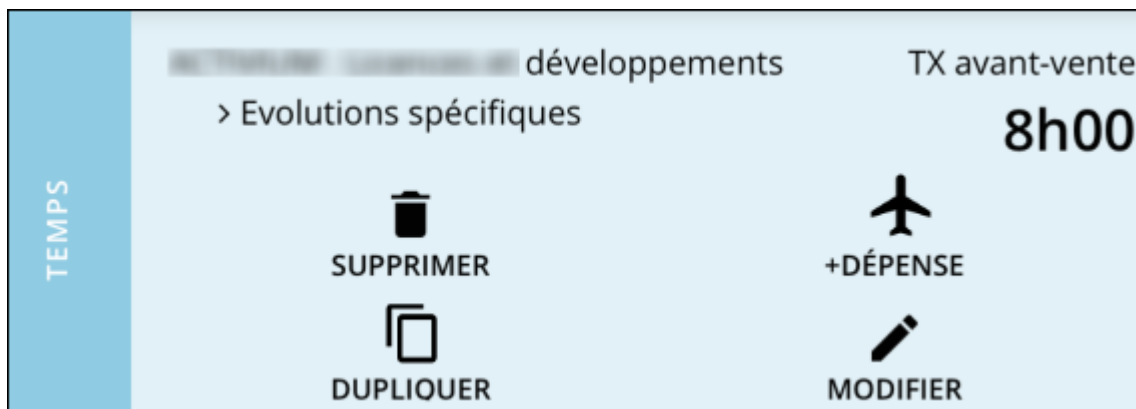 développements
TX avant-vente
> Evolutions spécifiques
8h00
TEMPS
SUPPRIMER
+DÉPENSE
DUPLIQUER
MODIFIER